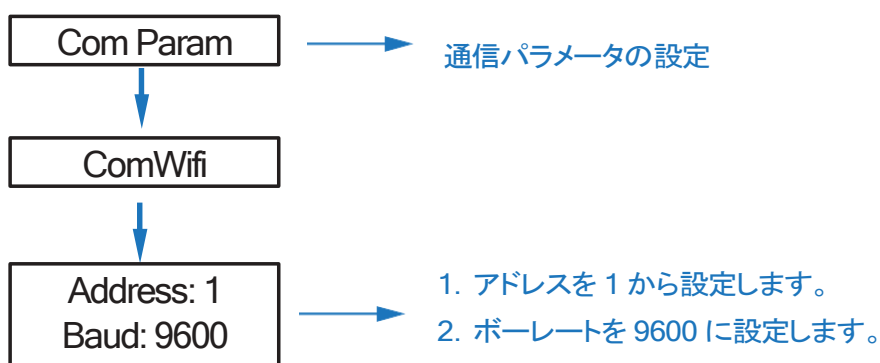 Com Param
通信パラメータの設定
ComWifi
Address: 1
Baud: 9600
1. アドレスを 1 から設定します。
2. ボーレートを 9600 に設定します。